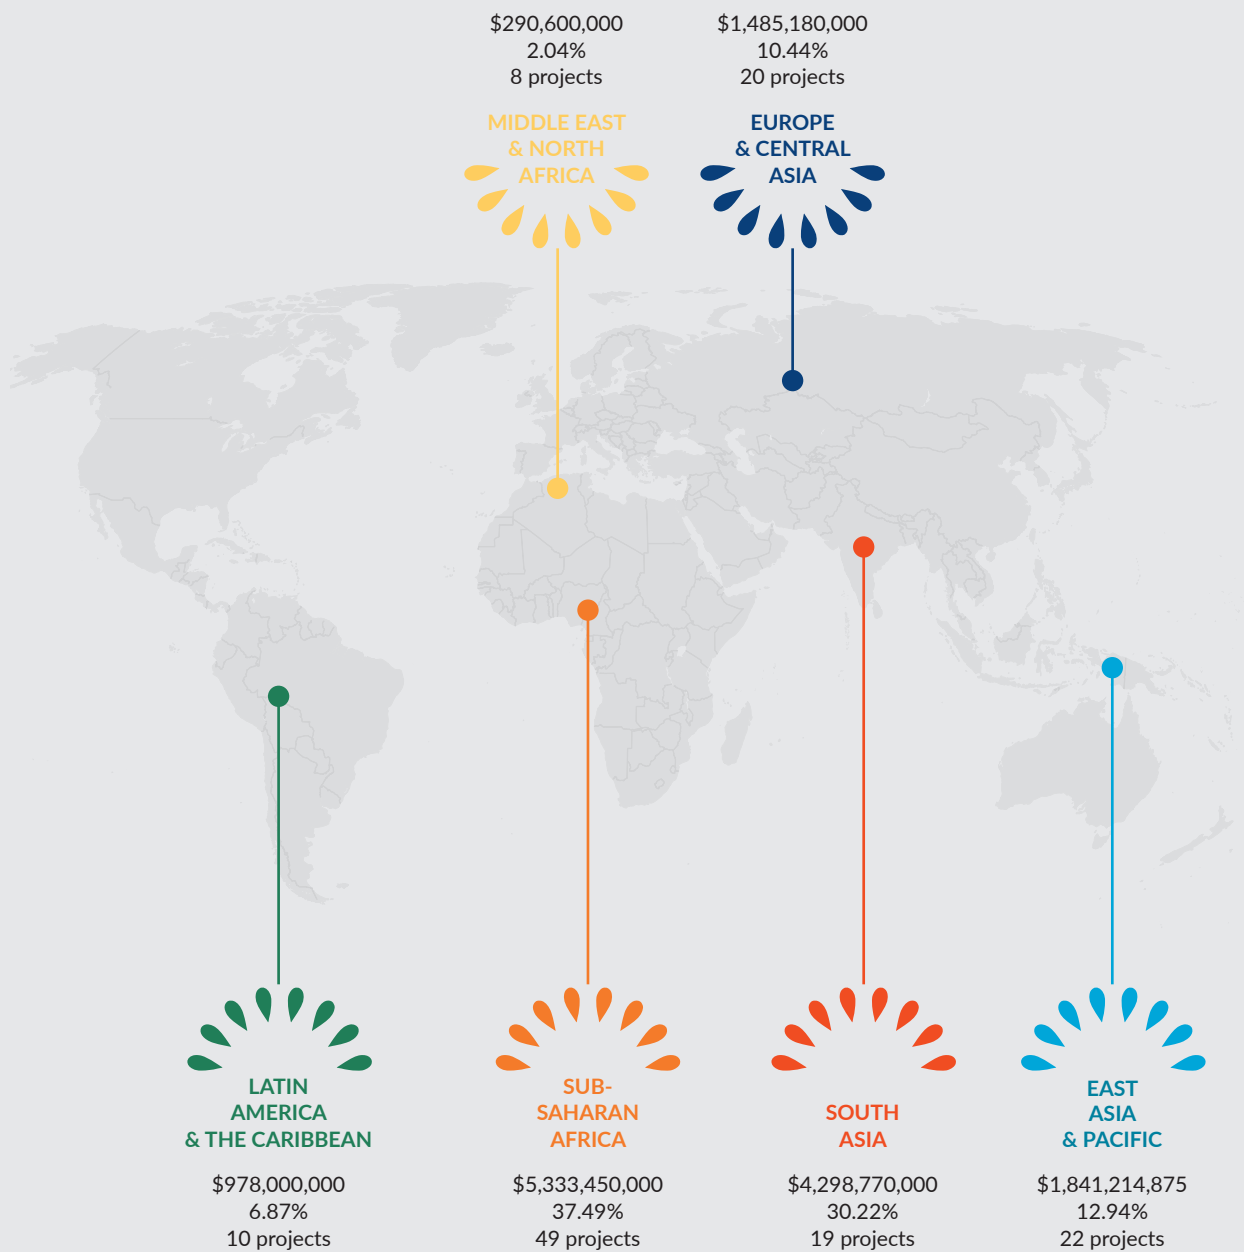 $290,600,000
2.04%
8 projects
MIDDLE EAST
& NORTH
AFRICA
$1,485,180,000
10.44%
20 projects
EUROPE
& CENTRAL
ASIA
LATIN
AMERICA
& THE CARIBBEAN
$978,000,000
6.87%
10 projects
SUB-
SAHARAN
AFRICA
$5,333,450,000
37.49%
49 projects
SOUTH
ASIA
$4,298,770,000
30.22%
19 projects
EAST
ASIA
& PACIFIC
$1,841,214,875
12.94%
22 projects